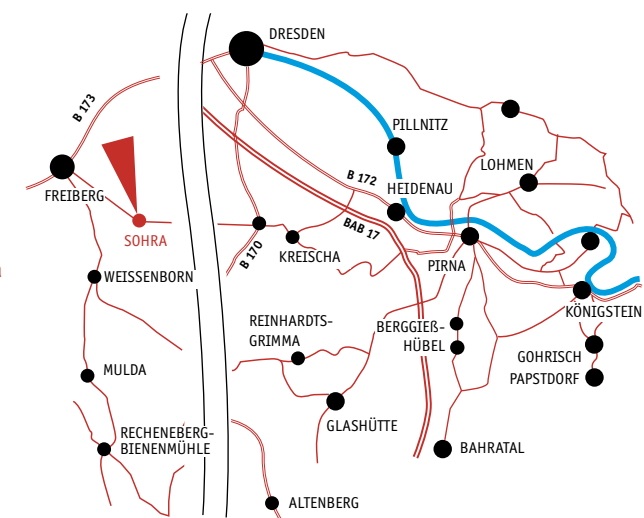 DRESDEN
B 173
PILLNITZ
LOHMEN
B 172
HEIDENAU
FREIBERG
SOHRA
BAB 17
B 170
KREISCHA
PIRNA
WEISSENBORN
KÖNIGSTEIN
REINHARDTS-
GRIMMA
BERGGIEß-
HÜBEL
GOHRISCH
MULDA
PAPSTDORF
GLASHÜTTE
RECHENEBERG-
BIENENMÜHLE
BAHRATAL
ALTENBERG